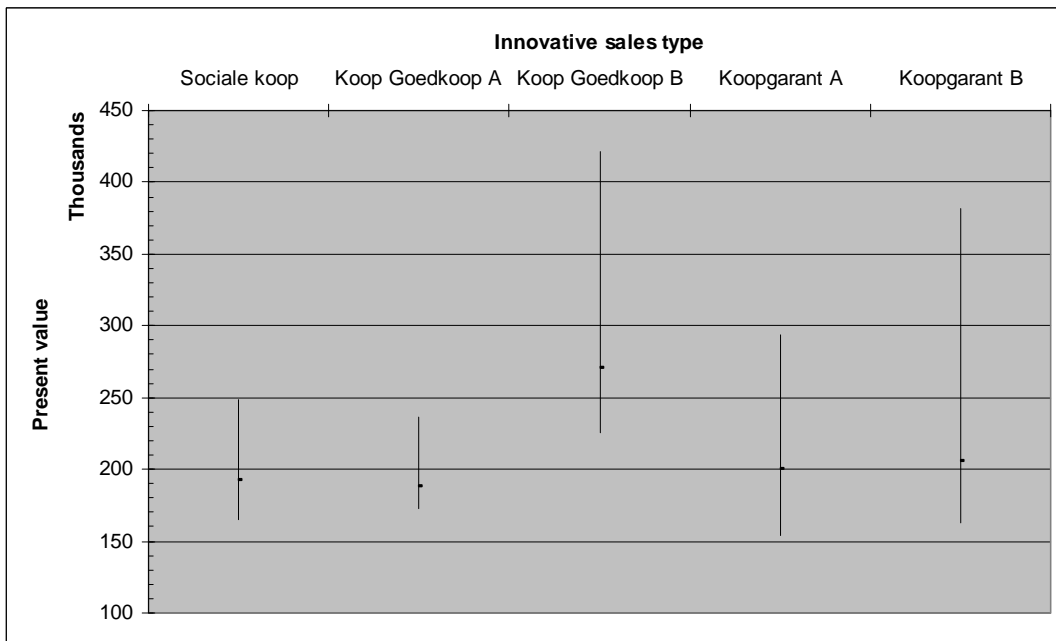 Innovative sales type
Sociale koop Koop Goedkoop A Koop Goedkoop B Koopgarant A Koopgarant B
Thousands
Present value
450
400
350
300
250
200
150
100